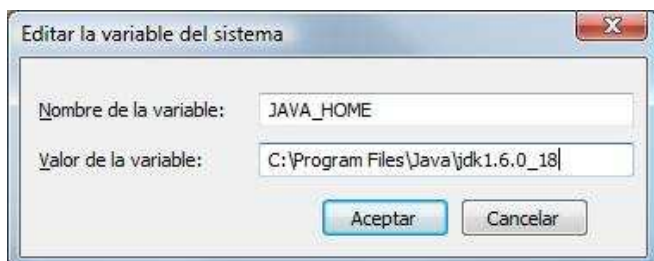 Editar la variable del sistema
Nombre de la variable: JAVA_HOME
Valor de la variable: C:\Program Files\Java\jdk1.6.0_18
Aceptar Cancelar